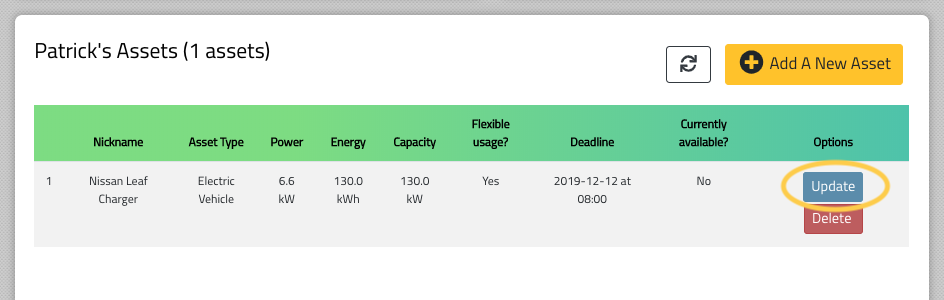 Patrick's Assets (1 assets)
Add A New Asset
Nickname Asset Type Power Energy Capacity Flexible usage? Deadline Currently available? Options
1 Nissan Leaf Electric 6.6 130.0 130.0 Yes 2019-12-12 at No Update
Charger Vehicle kW kWh kW 08:00
Delete